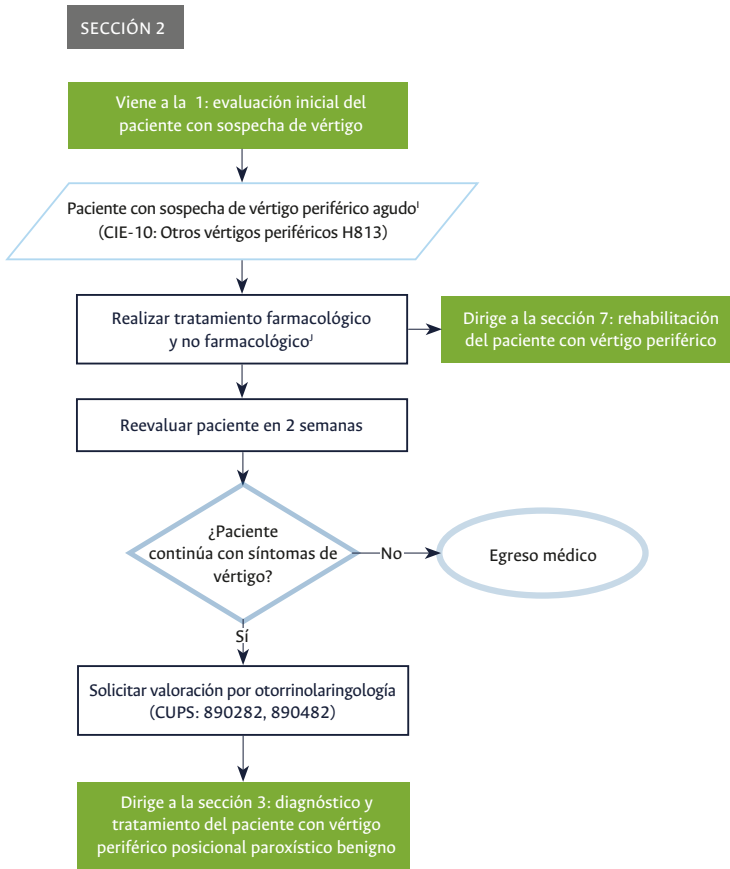 SECCIÓN 2
Viene a la 1: evaluación inicial del
paciente con sospecha de vértigo
Paciente con sospecha de vértigo periférico agudoᴵ
(CIE-10: Otros vértigos periféricos H813)
Realizar tratamiento farmacológico
y no farmacológicoᴶ
Dirige a la sección 7: rehabilitación
del paciente con vértigo periférico
Reevaluar paciente en 2 semanas
¿Paciente
continúa con síntomas de
vértigo?
No
Egreso médico
Sí
Solicitar valoración por otorrinolaringología
(CUPS: 890282, 890482)
Dirige a la sección 3: diagnóstico y
tratamiento del paciente con vértigo
periférico posicional paroxístico benigno